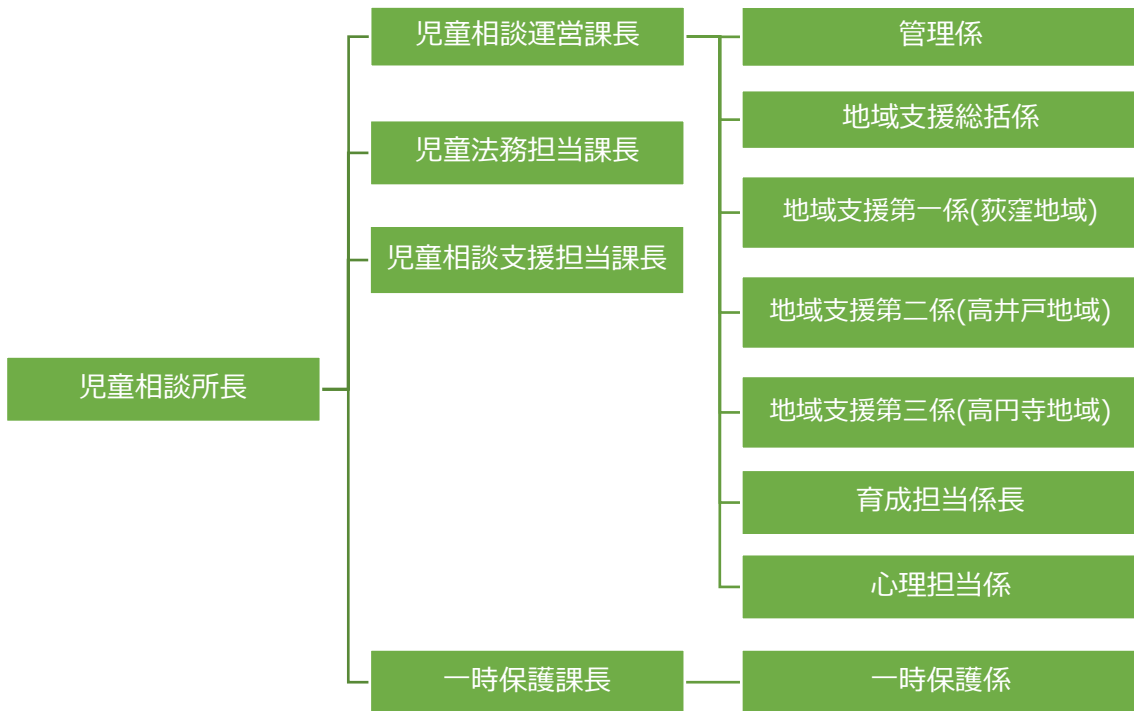 児童相談所長
児童相談運営課長
管理係
地域支援総括係
地域支援第一係(荻窪地域)
地域支援第二係(高井戸地域)
地域支援第三係(高円寺地域)
育成担当係長
心理担当係
児童法務担当課長
児童相談支援担当課長
一時保護課長
一時保護係